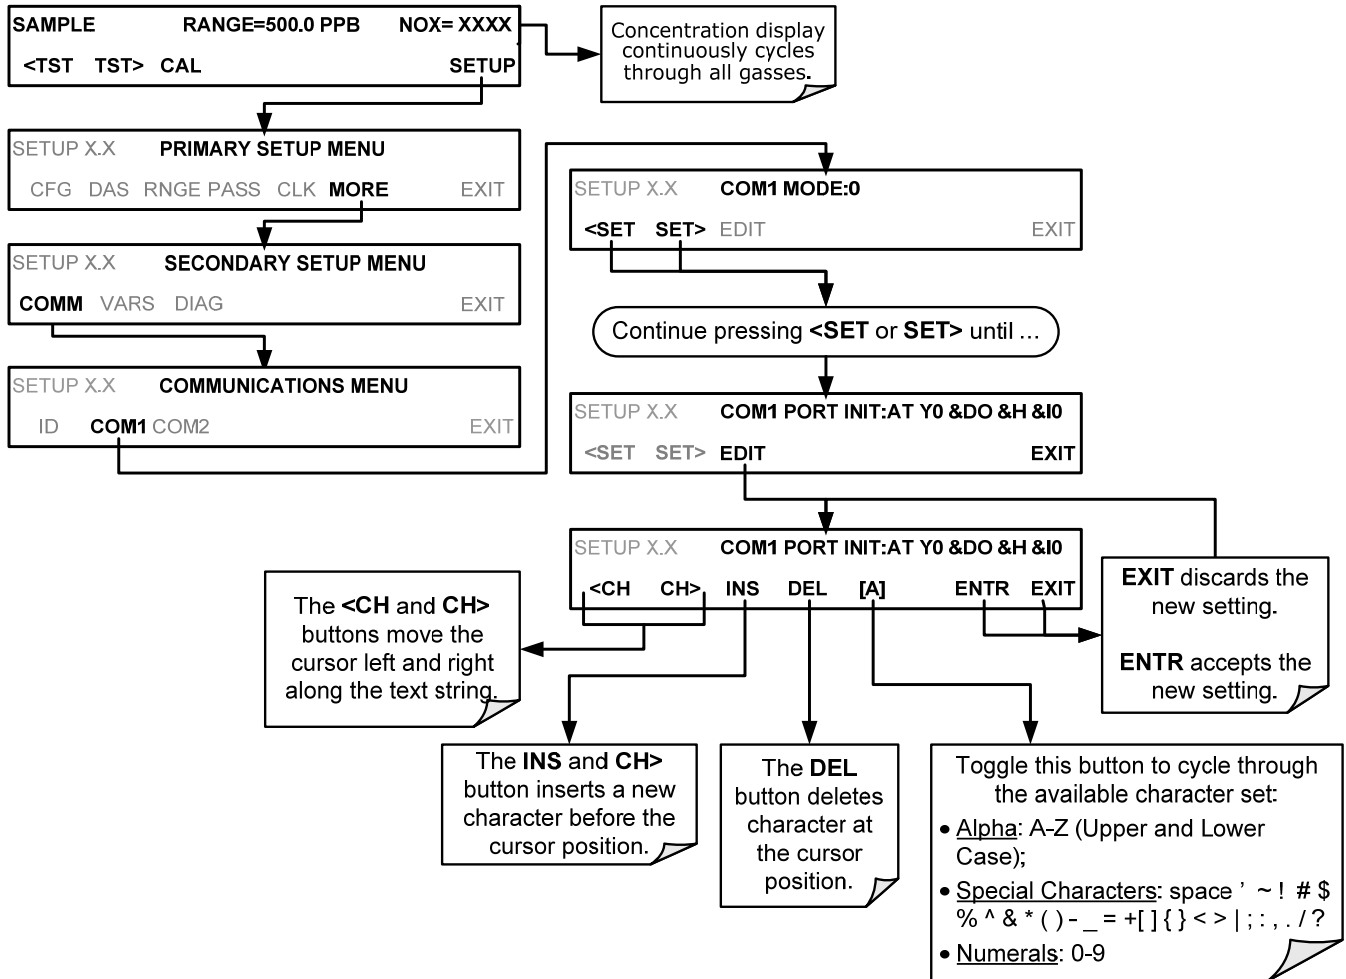 SAMPLE RANGE=500.0 PPB NOX= XXXX
<TST TST> CAL SETUP
Concentration display
continuously cycles
through all gasses.
SETUP X.X PRIMARY SETUP MENU
CFG DAS RNGE PASS CLK MORE EXIT
SETUP X.X SECONDARY SETUP MENU
COMM VARS DIAG EXIT
SETUP X.X COMMUNICATIONS MENU
ID COM1 COM2 EXIT
SETUP X.X COM1 MODE:0
<SET SET> EDIT EXIT
Continue pressing <SET or SET> until ...
SETUP X.X COM1 PORT INIT:AT Y0 &DO &H &I0
<SET SET> EDIT EXIT
SETUP X.X COM1 PORT INIT:AT Y0 &DO &H &I0
<CH CH> INS DEL [A] ENTR EXIT
EXIT discards the
new setting.
ENTR accepts the
new setting.
The <CH and CH>
buttons move the
cursor left and right
along the text string.
The INS and CH>
button inserts a new
character before the
cursor position.
The DEL
button deletes
character at
the cursor
position.
Toggle this button to cycle through
the available character set:
• Alpha: A-Z (Upper and Lower
Case);
• Special Characters: space ' ~ ! # $
% ^ & * ( ) - _ = +[ ] { } < > | ; : , . / ?
• Numerals: 0-9